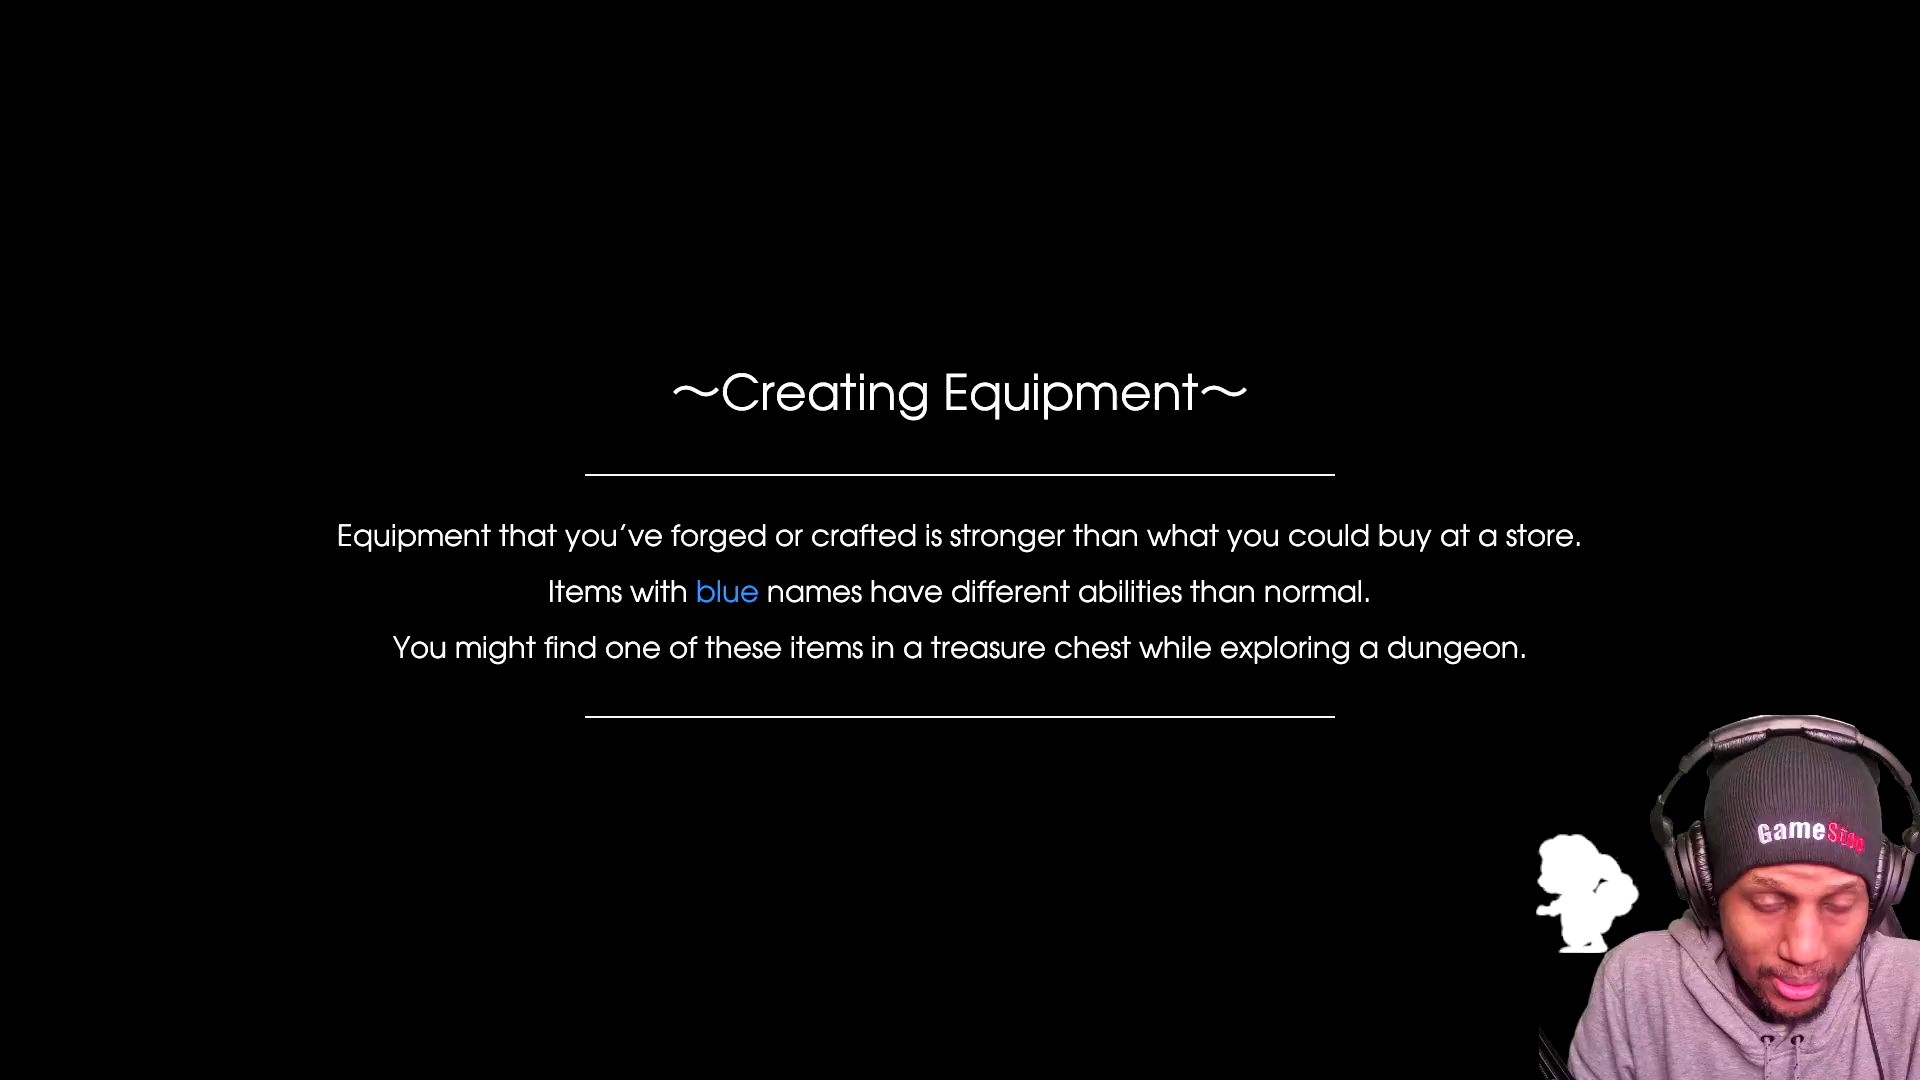 ～Creating Equipment～
Equipment that you’ve forged or crafted is stronger than what you could buy at a store.
Items with blue names have different abilities than normal.
You might find one of these items in a treasure chest while exploring a dungeon.
GameStop